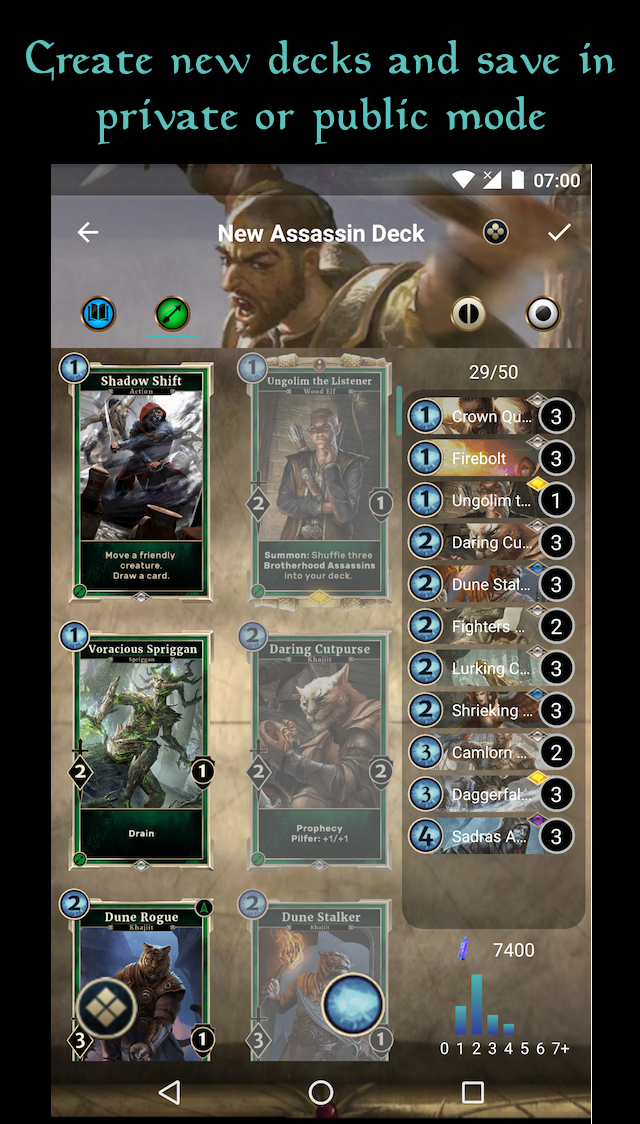 Create new decks and save in
private or public mode
07:00
New Assassin Deck
29/50
1
Shadow Shift
Action
Move a friendly
creature.
Draw a card.
1
Ungolim the Listener
Wood Elf
2
1
Summon: Shuffle three
Brotherhood Assassins
into your deck.
1
Voracious Spriggan
Spriggan
2
1
Drain
2
Daring Cutpurse
Khajiit
2
2
Prophecy
Pilfer: +1/+1
2
Dune Rogue
Khajiit
3
1
2
Dune Stalker
Khajiit
3
1
1 Crown Qu... 3
1 Firebolt 3
1 Ungolim t... 1
2 Daring Cu... 3
2 Dune Stal... 3
2 Fighters ... 2
2 Lurking C... 3
2 Shrieking ... 3
3 Camlorn ... 2
3 Daggerfal... 3
4 Sadras A... 3
7400
0 1 2 3 4 5 6 7+